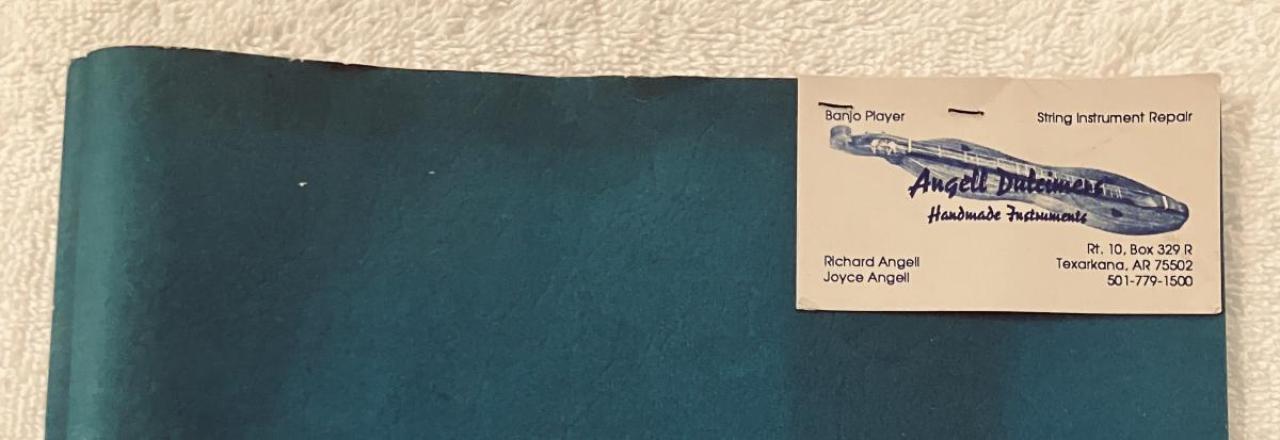 Banjo Player
String Instrument Repair
Angell Dulcimers
Handmade Instruments
Richard Angell
Joyce Angell
Rt. 10, Box 329 R
Texarkana, AR 75502
501-779-1500